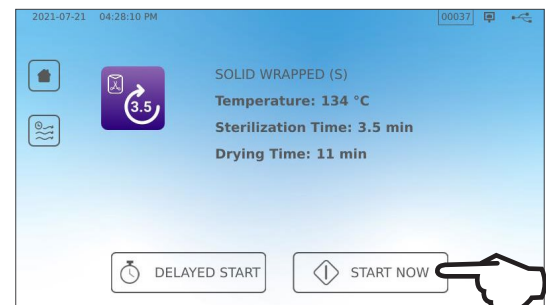 2021-07-21 04:28:10 PM 00037
SOLID WRAPPED (S)
3.5
Temperature: 134 °C
Sterilization Time: 3.5 min
Drying Time: 11 min
DELAYED START
START NOW